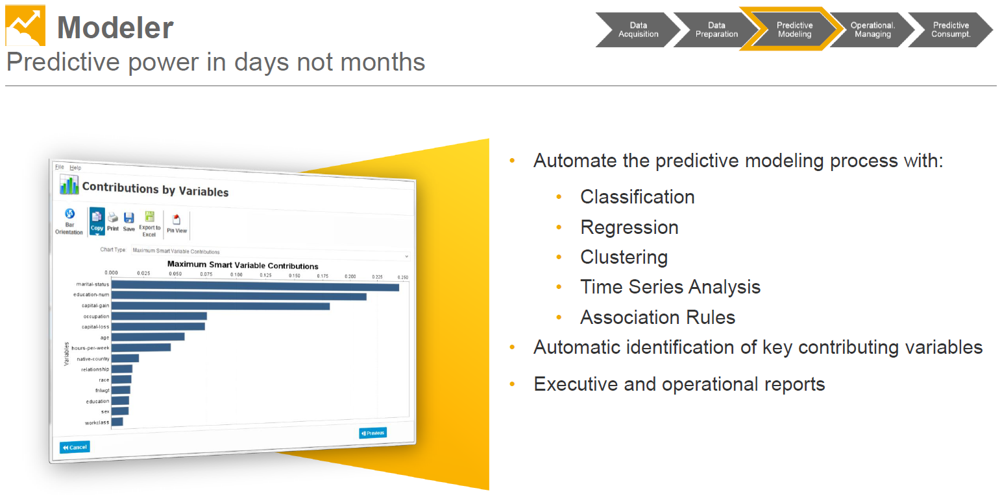 Modeler
Predictive power in days not months
Data
Acquisition
Data
Preparation
Predictive
Modeling
Operational.
Managing
Predictive
Consumpt.
File Help
Contributions by Variables
Bar
Orientation
Copy
Print
Save
Export to
Excel
Pin View
Chart Type: Maximum Smart Variable Contributions
Maximum Smart Variable Contributions
0.000 0.025 0.050 0.075 0.100 0.125 0.150 0.175 0.200 0.225 0.250
Variables
marital-status
education-num
capital-gain
occupation
capital-loss
age
hours-per-week
native-country
relationship
race
fnlwgt
education
sex
workclass
Cancel
Previous
• Automate the predictive modeling process with:
• Classification
• Regression
• Clustering
• Time Series Analysis
• Association Rules
• Automatic identification of key contributing variables
• Executive and operational reports